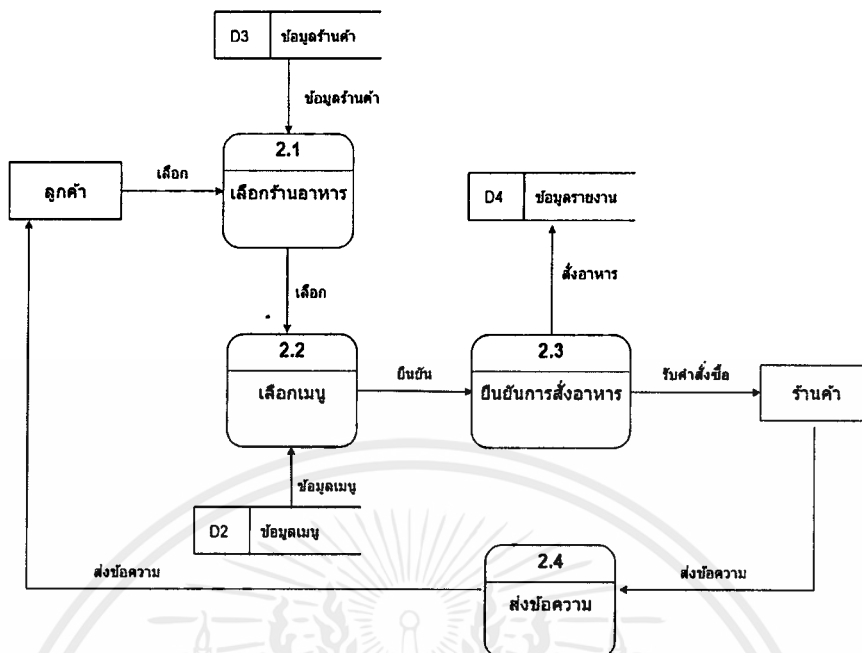 D3 ข้อมูลร้านค้า
ข้อมูลร้านค้า
2.1
เลือกร้านอาหาร
ลูกค้า
เลือก
D4 ข้อมูลรายงาน
สั่งอาหาร
เลือก
2.2
เลือกเมนู
ยืนยัน
2.3
ยืนยันการสั่งอาหาร
รับคำสั่งซื้อ
ร้านค้า
ข้อมูลเมนู
D2 ข้อมูลเมนู
ส่งข้อความ
2.4
ส่งข้อความ
ส่งข้อความ